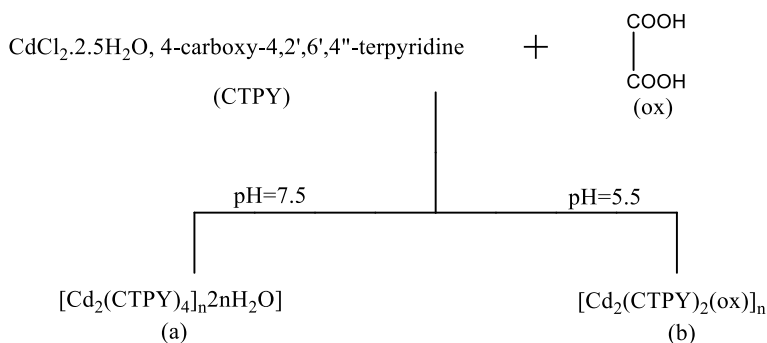 CdCl₂.2.5H₂O, 4-carboxy-4,2',6',4"-terpyridine
(CTPY)
+
COOH
COOH
(ox)
pH=7.5
pH=5.5
[Cd₂(CTPY)₄]ₙ2nH₂O]
(a)
[Cd₂(CTPY)₂(ox)]ₙ
(b)